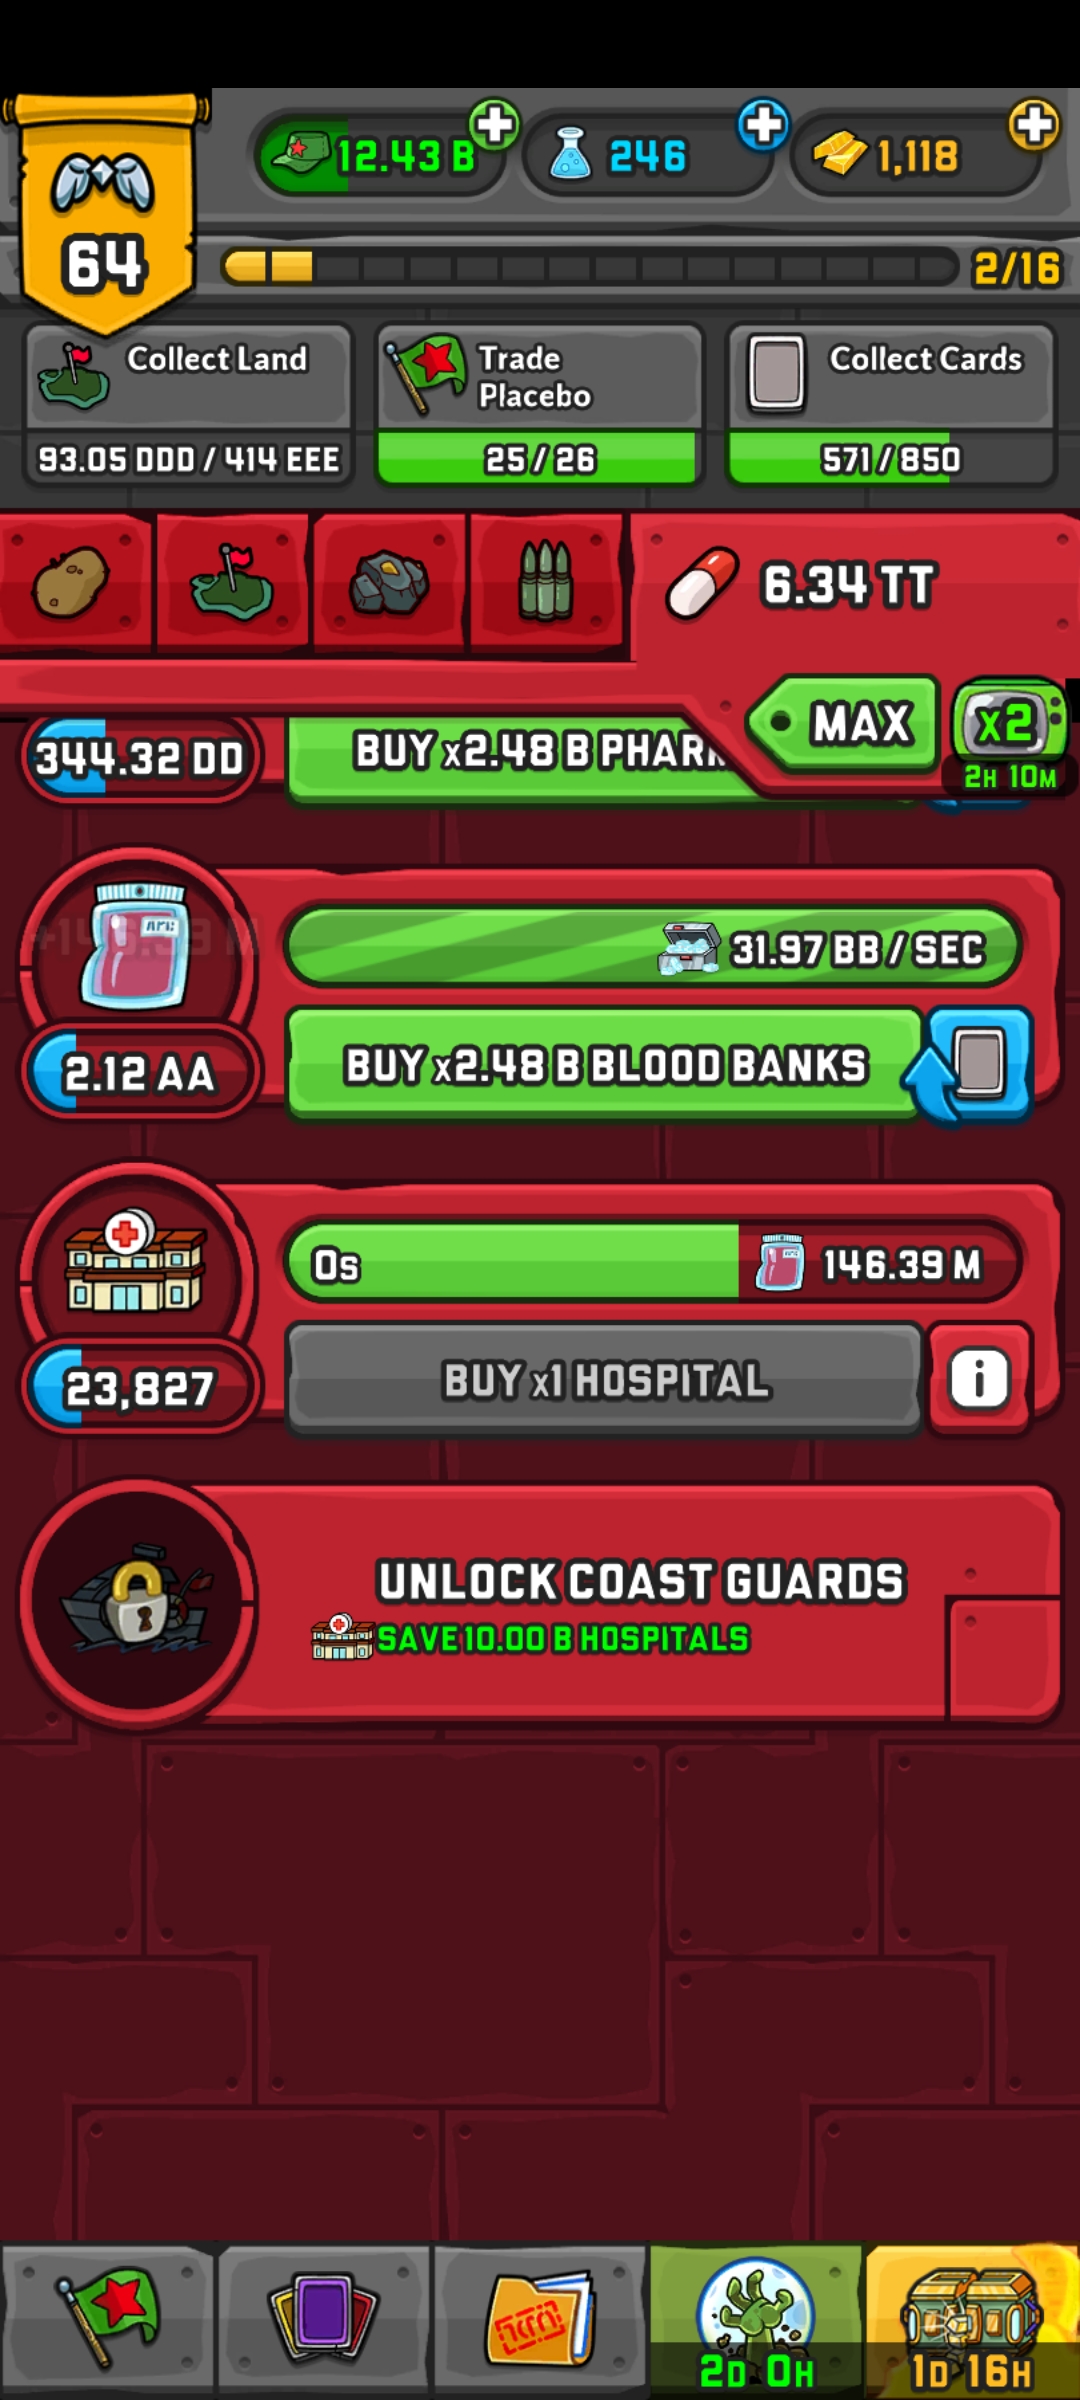 12.43 B
246
1,118
64
2/16
Collect Land
93.05 DDD / 414 EEE
Trade
Placebo
25 / 26
Collect Cards
571 / 850
6.34 TT
MAX
x2
2H 10M
344.32 DD
BUY x2.48 B PHARM
31.97 BB / SEC
2.12 AA
BUY x2.48 B BLOOD BANKS
0s
146.39 M
23,827
BUY x1 HOSPITAL
i
UNLOCK COAST GUARDS
SAVE 10.00 B HOSPITALS
2D 0H
1D 16H